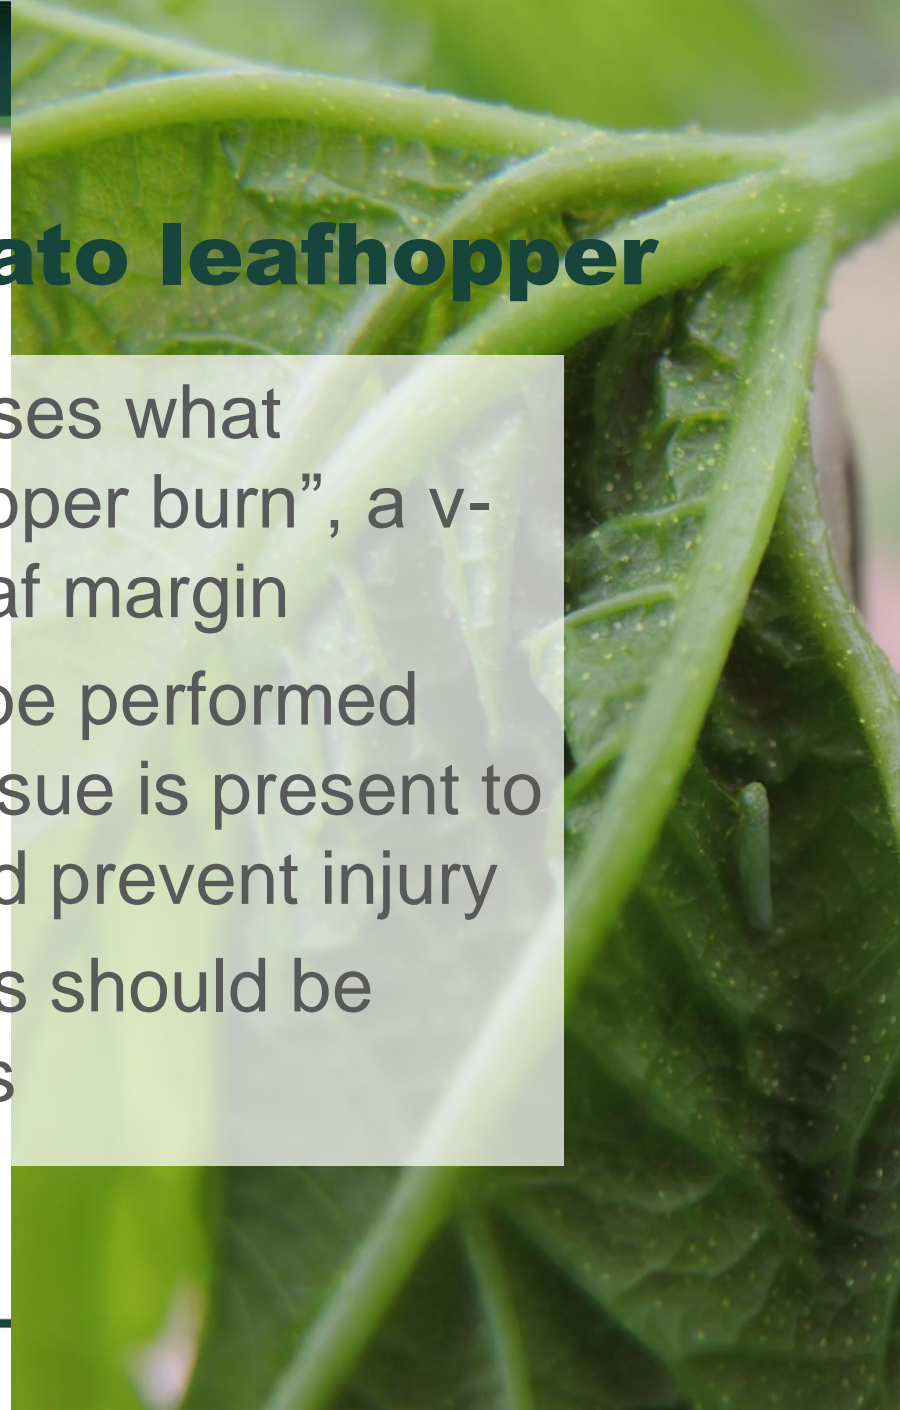 ato leafhopper
ses what
pper burn”, a v-
af margin
be performed
sue is present to
d prevent injury
s should be
s